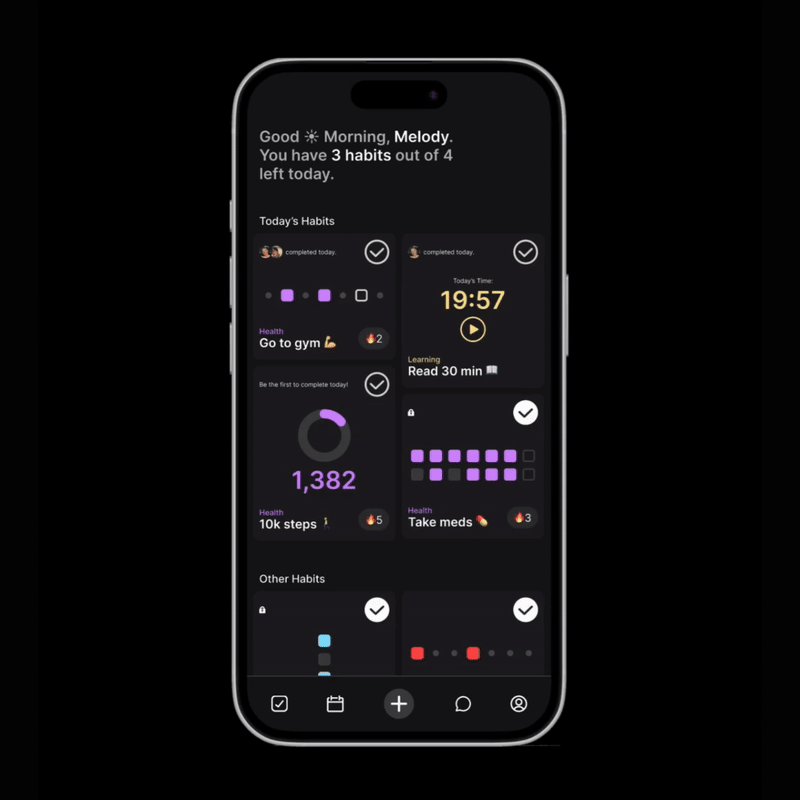 Good ☀ Morning, Melody.
You have 3 habits out of 4
left today.
Today's Habits
completed today.
Health
Go to gym 💪
🔥2
completed today.
Today's Time:
19:57
Learning
Read 30 min 📖
Be the first to complete today!
1,382
Health
10k steps 🚶
🔥5
Health
Take meds 💊
🔥3
Other Habits